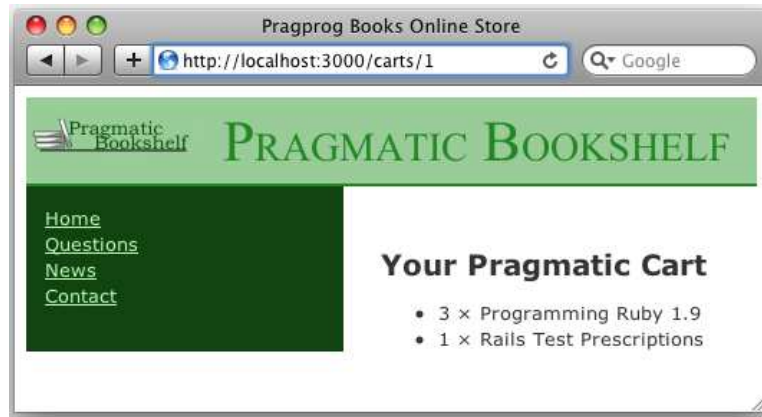 Pragprog Books Online Store
http://localhost:3000/carts/1
Google
Pragmatic
Bookshelf
PRAGMATIC BOOKSHELF
Home
Questions
News
Contact
Your Pragmatic Cart
• 3 × Programming Ruby 1.9
• 1 × Rails Test Prescriptions